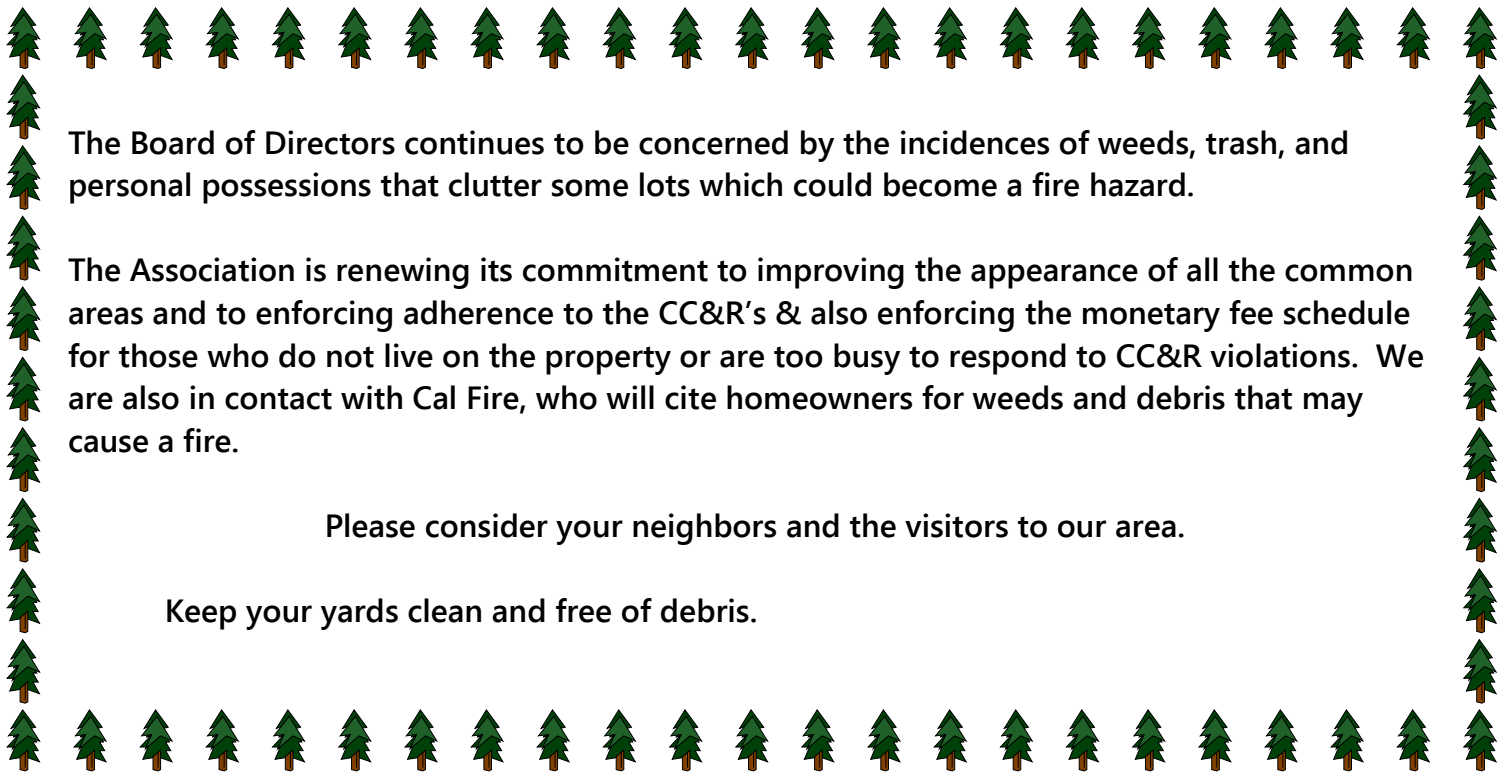 The Board of Directors continues to be concerned by the incidences of weeds, trash, and
personal possessions that clutter some lots which could become a fire hazard.
The Association is renewing its commitment to improving the appearance of all the common
areas and to enforcing adherence to the CC&R’s & also enforcing the monetary fee schedule
for those who do not live on the property or are too busy to respond to CC&R violations.  We
are also in contact with Cal Fire, who will cite homeowners for weeds and debris that may
cause a fire.
Please consider your neighbors and the visitors to our area.
Keep your yards clean and free of debris.